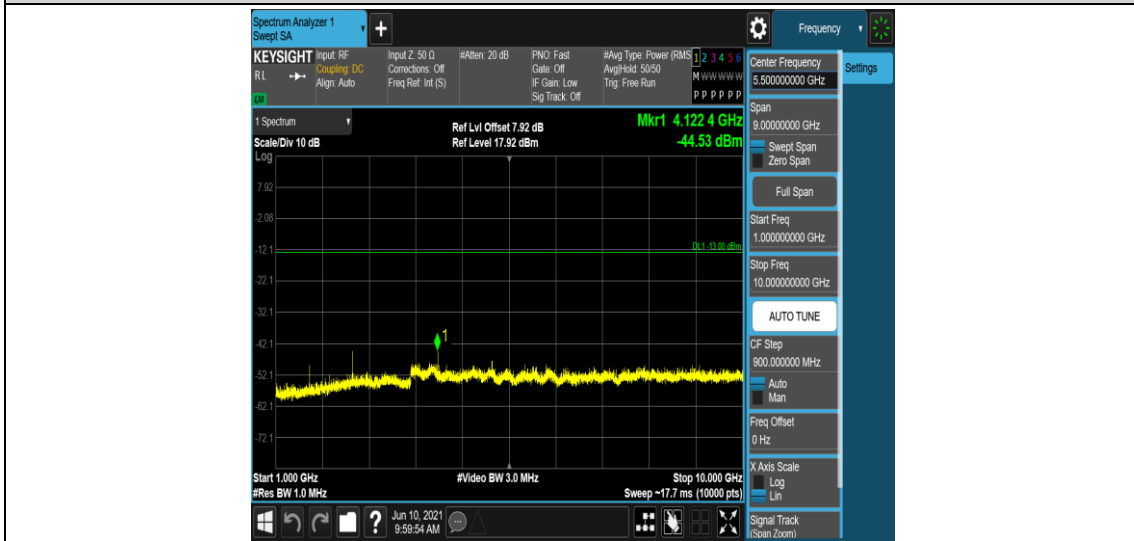 Spectrum Analyzer 1
Swept SA
+
Frequency
KEYSIGHT
RL
Input: RF
Coupling: DC
Align: Auto
Input Z: 50 Ω
Corrections: Off
Freq Ref: Int (S)
#Atten: 20 dB
PNO: Fast
Gate: Off
IF Gain: Low
Sig Track: Off
#Avg Type: Power (RMS
Avg|Hold: 50/50
Trig: Free Run
1 2 3 4 5 6
M W W W W W
P P P P P P
1 Spectrum
Scale/Div 10 dB
Log
Ref Lvl Offset 7.92 dB
Ref Level 17.92 dBm
Mkr1 4.122 4 GHz
-44.53 dBm
7.92
-2.08
-12.1
-22.1
-32.1
-42.1
-52.1
-62.1
-72.1
DL1 -13.00 dBm
1
Start 1.000 GHz
#Res BW 1.0 MHz
#Video BW 3.0 MHz
Stop 10.000 GHz
Sweep ~17.7 ms (10000 pts)
Center Frequency
5.500000000 GHz
Settings
Span
9.00000000 GHz
Swept Span
Zero Span
Full Span
Start Freq
1.000000000 GHz
Stop Freq
10.000000000 GHz
AUTO TUNE
CF Step
900.000000 MHz
Auto
Man
Freq Offset
0 Hz
X Axis Scale
Log
Lin
Signal Track
(Span Zoom)
?
Jun 10, 2021
9:59:54 AM